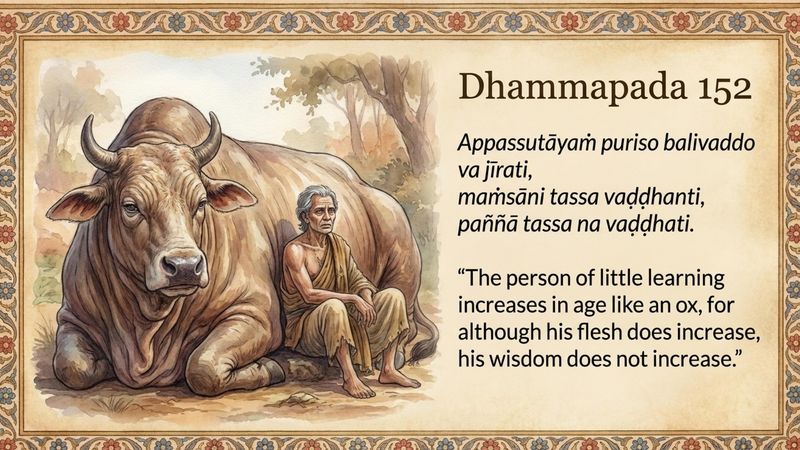 Dhammapada 152
Appassutāyaṁ puriso balivaddo
va jīrati,
maṁsāni tassa vaḍḍhanti,
paññā tassa na vaḍḍhati.
“The person of little learning
increases in age like an ox, for
although his flesh does increase,
his wisdom does not increase.”